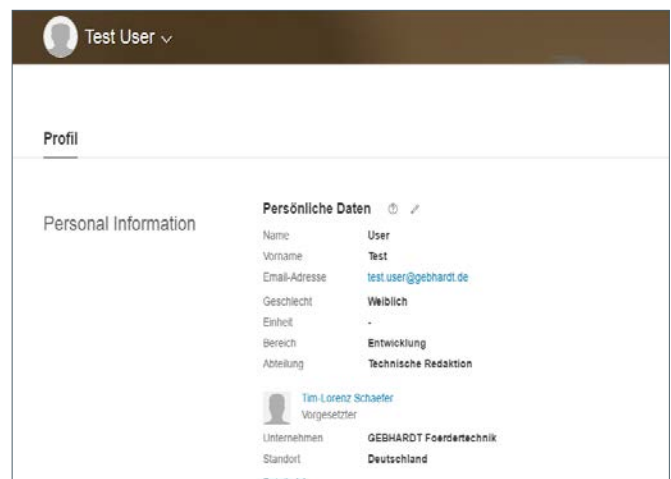 Test User
Profil
Personal Information
Persönliche Daten
Name User
Vorname Test
Email-Adresse test.user@gebhardt.de
Geschlecht Weiblich
Einheit -
Bereich Entwicklung
Abteilung Technische Redaktion
Tim-Lorenz Schaefer
Vorgesetzter
Unternehmen GEBHARDT Foerdertechnik
Standort Deutschland